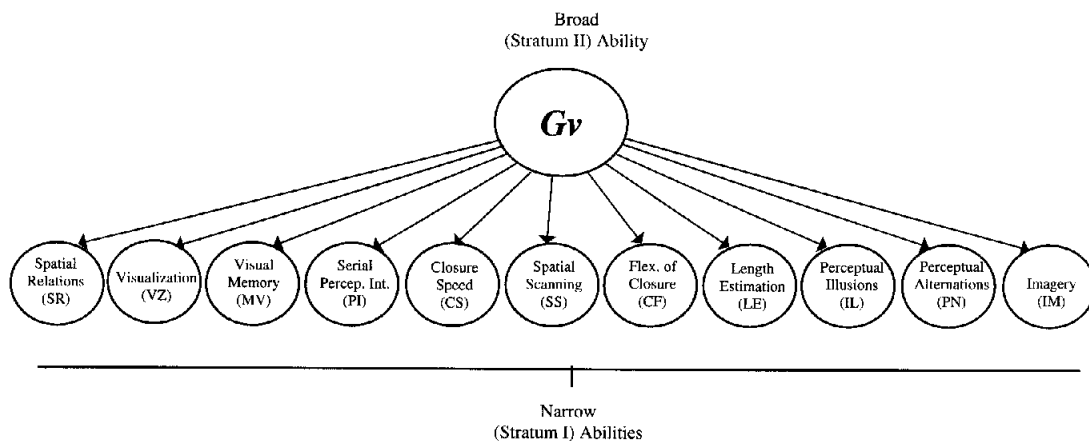 Broad
(Stratum II) Ability
Gv
Spatial
Relations
(SR)
Visualization
(VZ)
Visual
Memory
(MV)
Serial
Percep. Int.
(PI)
Closure
Speed
(CS)
Spatial
Scanning
(SS)
Flex. of
Closure
(CF)
Length
Estimation
(LE)
Perceptual
Illusions
(IL)
Perceptual
Alternations
(PN)
Imagery
(IM)
Narrow
(Stratum I) Abilities